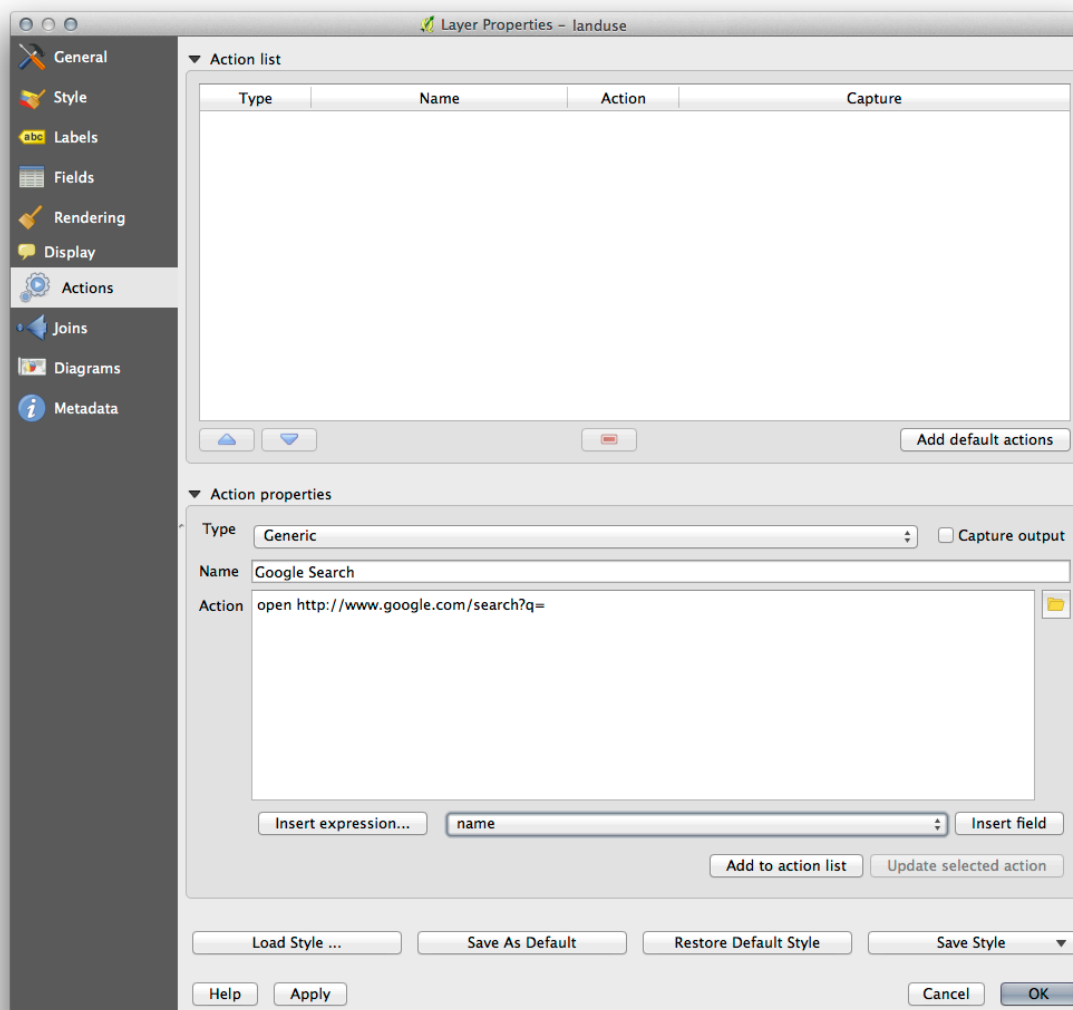 Layer Properties – landuse
General
Style
abc Labels
Fields
Rendering
Display
Actions
Joins
Diagrams
Metadata
Action list
Type Name Action Capture
Add default actions
Action properties
Type Generic Capture output
Name Google Search
Action open http://www.google.com/search?q=
Insert expression... name Insert field
Add to action list Update selected action
Load Style ... Save As Default Restore Default Style Save Style
Help Apply Cancel OK